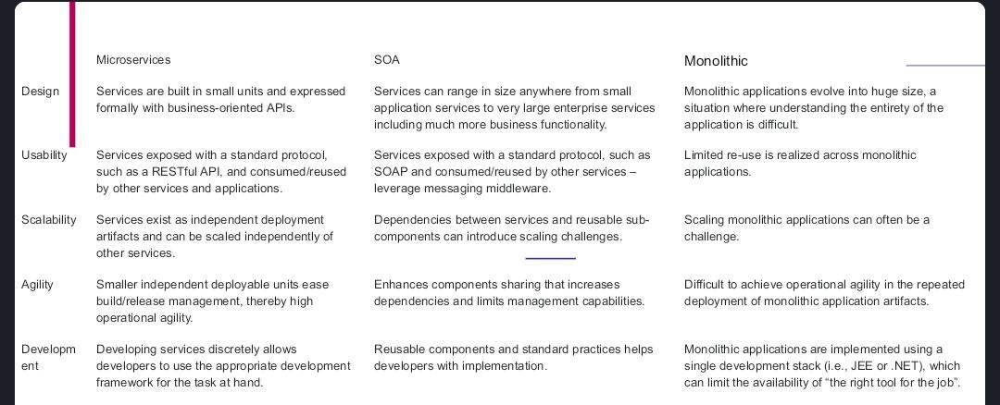 Microservices SOA Monolithic
Design Services are built in small units and expressed Services can range in size anywhere from small Monolithic applications evolve into huge size, a
formally with business-oriented APIs. application services to very large enterprise services situation where understanding the entirety of the
including much more business functionality. application is difficult.
Usability Services exposed with a standard protocol, Services exposed with a standard protocol, such as Limited re-use is realized across monolithic
such as a RESTful API, and consumed/reused SOAP and consumed/reused by other services – applications.
by other services and applications. leverage messaging middleware.
Scalability Services exist as independent deployment Dependencies between services and reusable sub- Scaling monolithic applications can often be a
artifacts and can be scaled independently of components can introduce scaling challenges. challenge.
other services.
Agility Smaller independent deployable units ease Enhances components sharing that increases Difficult to achieve operational agility in the repeated
build/release management, thereby high dependencies and limits management capabilities. deployment of monolithic application artifacts.
operational agility.
Developm Developing services discretely allows Reusable components and standard practices helps Monolithic applications are implemented using a
ent developers to use the appropriate development developers with implementation. single development stack (i.e., JEE or .NET), which
framework for the task at hand. can limit the availability of “the right tool for the job”.